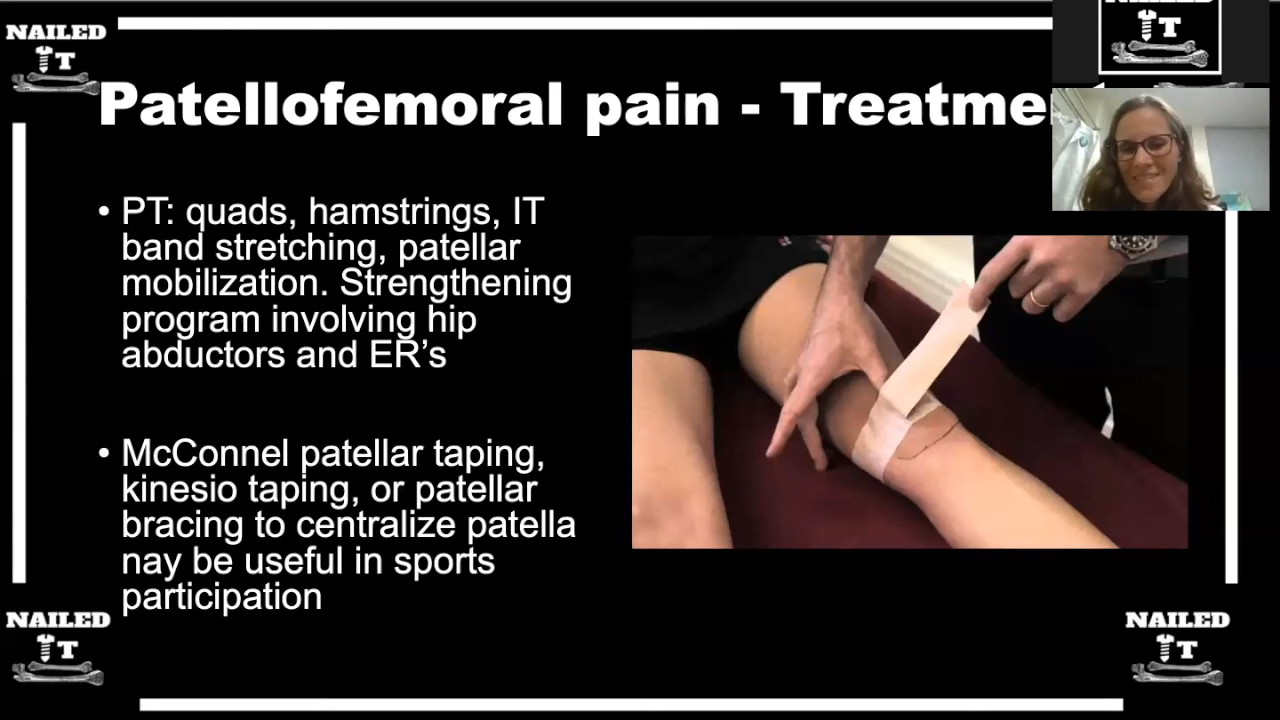 NAILED
IT
Patellofemoral pain - Treatme
• PT: quads, hamstrings, IT
band stretching, patellar
mobilization. Strengthening
program involving hip
abductors and ER’s
• McConnel patellar taping,
kinesio taping, or patellar
bracing to centralize patella
nay be useful in sports
participation
IT
NAILED
IT
NAILED
IT